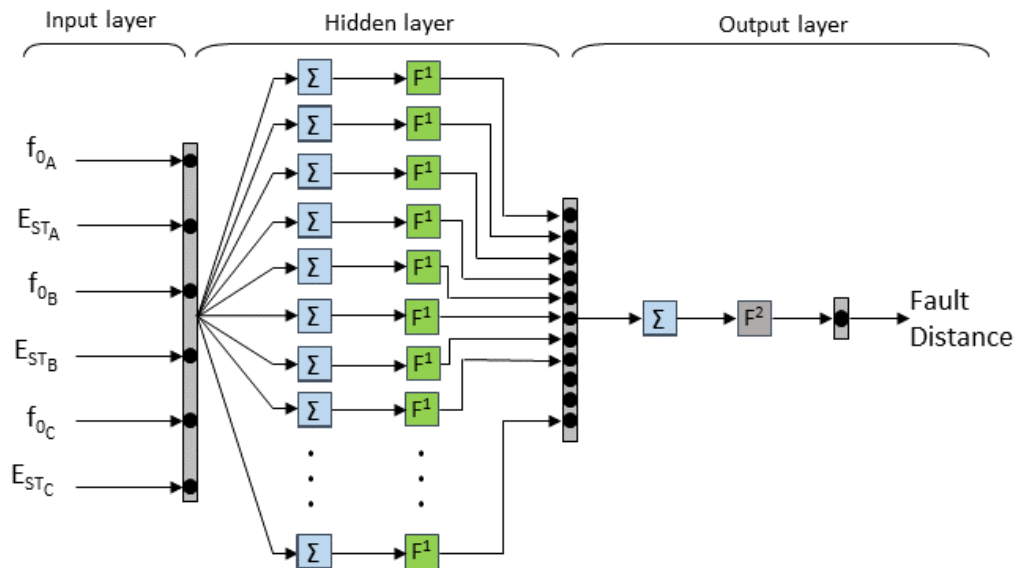 Input layer
Hidden layer
Output layer
f0A
ESTA
f0B
ESTB
f0C
ESTC
Σ F¹
Σ F¹
Σ F¹
Σ F¹
Σ F¹
Σ F¹
Σ F¹
Σ F¹
Σ F¹
Σ F²
Fault
Distance